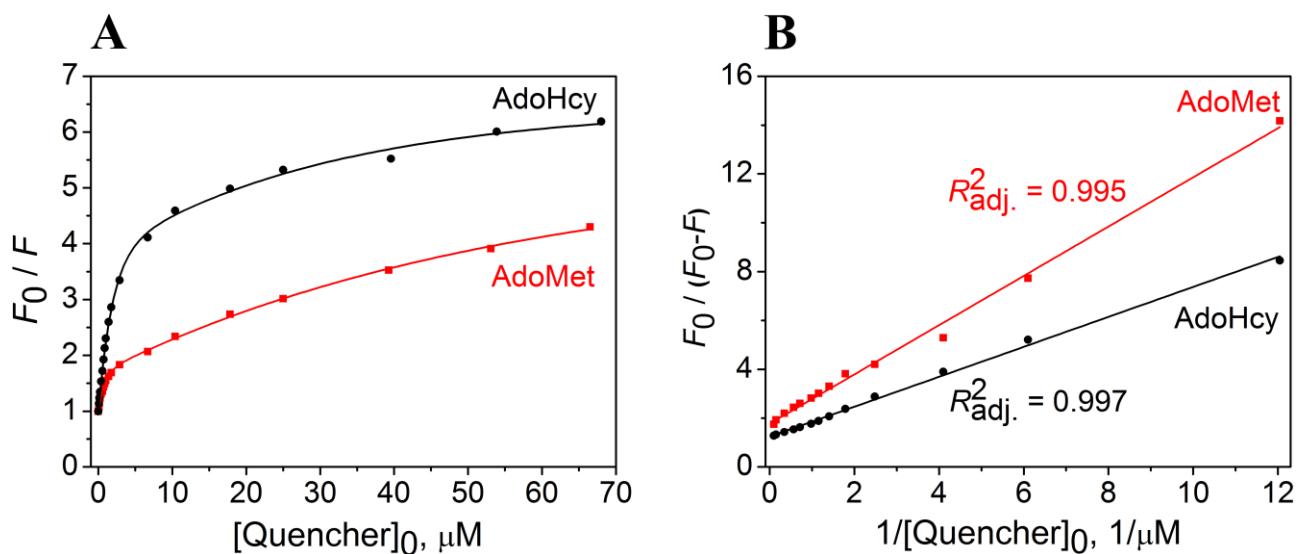 A
7
6
5
4
3
2
1
0
0 10 20 30 40 50 60 70
F₀ / F
[Quencher]₀, μM
AdoHcy
AdoMet
B
16
12
8
4
0
0 2 4 6 8 10 12
F₀ / (F₀-F)
1/[Quencher]₀, 1/μM
AdoMet
R²adj. = 0.995
AdoHcy
R²adj. = 0.997